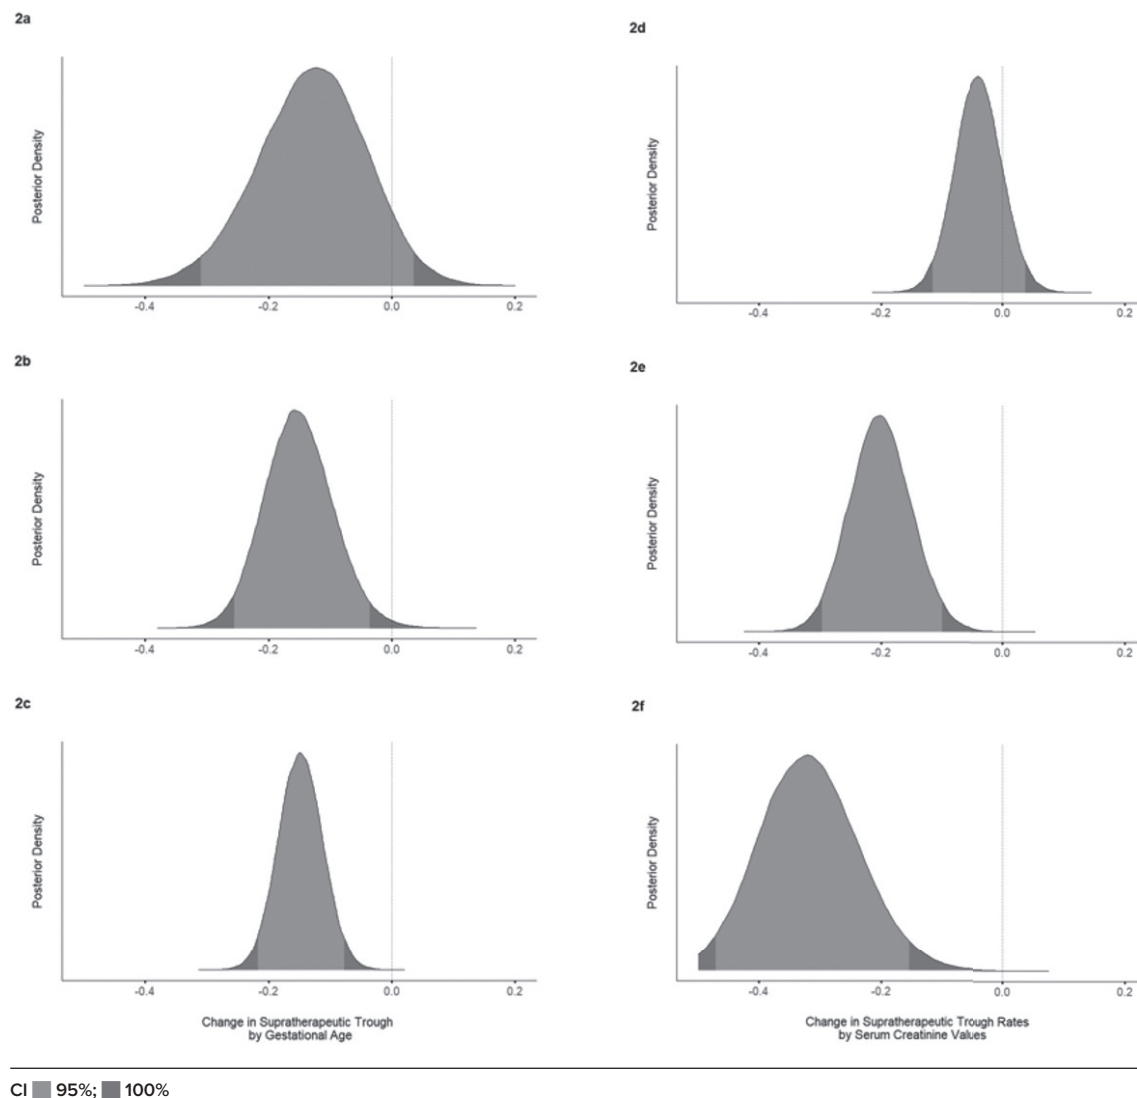 2a
Posterior Density
-0.4 -0.2 0.0 0.2
2b
Posterior Density
-0.4 -0.2 0.0 0.2
2c
Posterior Density
-0.4 -0.2 0.0 0.2
Change in Supratherapeutic Trough
by Gestational Age
2d
Posterior Density
-0.4 -0.2 0.0 0.2
2e
Posterior Density
-0.4 -0.2 0.0 0.2
2f
Posterior Density
-0.4 -0.2 0.0 0.2
Change in Supratherapeutic Trough Rates
by Serum Creatinine Values
CI 95%; 100%